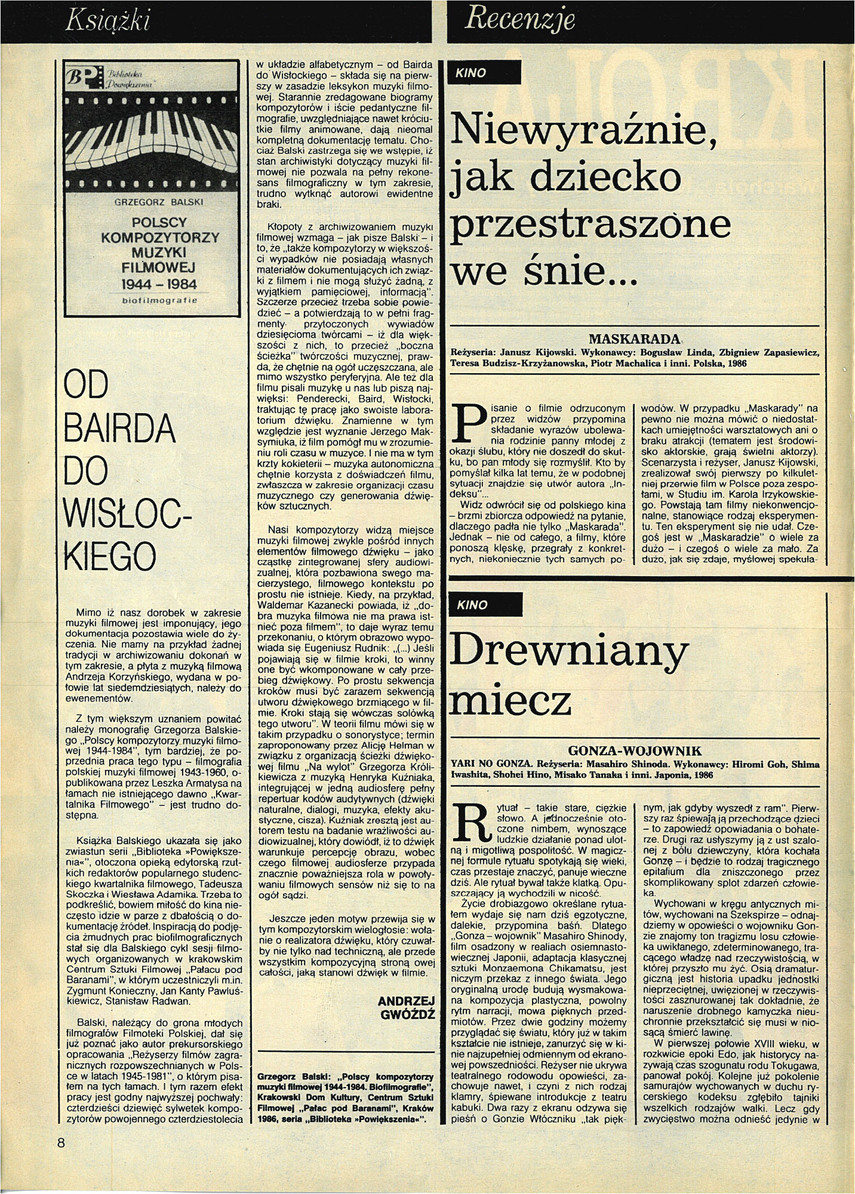 Książki
Recenzje
BP „Biblioteka
Powiększenia"
GRZEGORZ BALSKI
POLSCY
KOMPOZYTORZY
MUZYKI
FILMOWEJ
1944 – 1984
biofilmografie
OD
BAIRDA
DO
WISŁOC-
KIEGO
Mimo iż nasz dorobek w zakresie
muzyki filmowej jest imponujący, jego
dokumentacja pozostawia wiele do ży-
czenia. Nie mamy na przykład żadnej
tradycji w archiwizowaniu dokonań w
tym zakresie, a płyta z muzyką filmową
Andrzeja Korzyńskiego, wydana w po-
łowie lat siedemdziesiątych, należy do
ewenementów.
Z tym większym uznaniem powitać
należy monografię Grzegorza Balskie-
go „Polscy kompozytorzy muzyki filmo-
wej 1944-1984", tym bardziej, że po-
przednia praca tego typu – filmografia
polskiej muzyki filmowej 1943-1960, o-
publikowana przez Leszka Armatysa na
łamach nie istniejącego dawno „Kwar-
talnika Filmowego" – jest trudno do-
stępna.
Książka Balskiego ukazała się jako
zwiastun serii „Biblioteka »Powiększe-
nia«", otoczona opieką edytorską rzut-
kich redaktorów popularnego studenc-
kiego kwartalnika filmowego, Tadeusza
Skoczka i Wiesława Adamika. Trzeba to
podkreślić, bowiem miłość do kina nie-
często idzie w parze z dbałością o do-
kumentację źródeł. Inspiracją do podję-
cia żmudnych prac biofilmograficznych
stał się dla Balskiego cykl sesji filmo-
wych organizowanych w krakowskim
Centrum Sztuki Filmowej „Pałacu pod
Baranami", w którym uczestniczyli m.in.
Zygmunt Konieczny, Jan Kanty Pawluś-
kiewicz, Stanisław Radwan.
Balski, należący do grona młodych
filmografów Filmoteki Polskiej, dał się
już poznać jako autor prekursorskiego
opracowania „Reżyserzy filmów zagra-
nicznych rozpowszechnianych w Pols-
ce w latach 1945-1981", o którym pisa-
łem na tych łamach. I tym razem efekt
pracy jest godny najwyższej pochwały:
czterdzieści dziewięć sylwetek kompo-
zytorów powojennego czterdziestolecia
w układzie alfabetycznym – od Bairda
do Wisłockiego – składa się na pierw-
szy w zasadzie leksykon muzyki filmo-
wej. Starannie zredagowane biogramy
kompozytorów i iście pedantyczne fil-
mografie, uwzględniające nawet króciu-
tkie filmy animowane, dają nieomal
kompletną dokumentację tematu. Cho-
ciaż Balski zastrzega się we wstępie, iż
stan archiwistyki dotyczący muzyki fil-
mowej nie pozwala na pełny rekone-
sans filmograficzny w tym zakresie,
trudno wytknąć autorowi ewidentne
braki.
Kłopoty z archiwizowaniem muzyki
filmowej wzmaga – jak pisze Balski – i
to, że „także kompozytorzy w większoś-
ci wypadków nie posiadają własnych
materiałów dokumentujących ich związ-
ki z filmem i nie mogą służyć żadną, z
wyjątkiem pamięciowej, informacją".
Szczerze przecież trzeba sobie powie-
dzieć – a potwierdzają to w pełni frag-
menty przytoczonych wywiadów
dziesięcioma twórcami – iż dla więk-
szości z nich, to przecież „boczna
ścieżka" twórczości muzycznej, praw-
da, że chętnie na ogół uczęszczana, ale
mimo wszystko peryferyjna. Ale też dla
filmu pisali muzykę u nas lub piszą naj-
więksi: Penderecki, Baird, Wisłocki,
traktując tę pracę jako swoiste labora-
torium dźwięku. Znamienne w tym
względzie jest wyznanie Jerzego Mak-
symiuka, iż film pomógł mu w zrozumie-
niu roli czasu w muzyce. I nie ma w tym
krzty kokieterii – muzyka autonomiczna
chętnie korzysta z doświadczeń filmu,
zwłaszcza w zakresie organizacji czasu
muzycznego czy generowania dźwię-
ków sztucznych.
Nasi kompozytorzy widzą miejsce
muzyki filmowej zwykle pośród innych
elementów filmowego dźwięku – jako
cząstkę zintegrowanej sfery audiowi-
zualnej, która pozbawiona swego ma-
cierzystego, filmowego kontekstu po
prostu nie istnieje. Kiedy, na przykład,
Waldemar Kazanecki powiada, iż „do-
bra muzyka filmowa nie ma prawa ist-
nieć poza filmem", to daje wyraz temu
przekonaniu, o którym obrazowo wypo-
wiada się Eugeniusz Rudnik: „(...) Jeśli
pojawiają się w filmie kroki, to winny
one być wkomponowane w cały prze-
bieg dźwiękowy. Po prostu sekwencja
kroków musi być zarazem sekwencją
utworu dźwiękowego brzmiącego w fil-
mie. Kroki stają się wówczas solówką
tego utworu". W teorii filmu mówi się w
takim przypadku o sonorystyce; termin
zaproponowany przez Alicję Helman w
związku z organizacją ścieżki dźwięko-
wej filmu „Na wylot" Grzegorza Króli-
kiewicza z muzyką Henryka Kuźniaka,
integrującej w jedną audiosferę pełny
repertuar kodów audytywnych (dźwięki
naturalne, dialogi, muzyka, efekty aku-
styczne, cisza). Kuźniak zresztą jest au-
torem testu na badanie wrażliwości au-
diowizualnej, który dowiódł, iż to dźwięk
warunkuje percepcję obrazu, wobec
czego filmowej audiosferze przypada
znacznie poważniejsza rola w powoły-
waniu filmowych sensów niż się to na
ogół sądzi.
Jeszcze jeden motyw przewija się w
tym kompozytorskim wielogłosie: woła-
nie o realizatora dźwięku, który czuwał-
by nie tylko nad techniczną, ale przede
wszystkim kompozycyjną stroną owej
całości, jaką stanowi dźwięk w filmie.
ANDRZEJ
GWÓŹDŹ
Grzegorz Balski: „Polscy kompozytorzy
muzyki filmowej 1944-1984. Biofilmografie",
Krakowski Dom Kultury, Centrum Sztuki
Filmowej „Pałac pod Baranami", Kraków
1986, seria „Biblioteka »Powiększenia«".
KINO
Niewyraźnie,
jak dziecko
przestraszone
we śnie...
MASKARADA
Reżyseria: Janusz Kijowski. Wykonawcy: Bogusław Linda, Zbigniew Zapasiewicz,
Teresa Budzisz-Krzyżanowska, Piotr Machalica i inni. Polska, 1986
Pisanie o filmie odrzuconym
przez widzów przypomina
składanie wyrazów ubolewa-
nia rodzinie panny młodej z
okazji ślubu, który nie doszedł do skut-
ku, bo pan młody się rozmyślił. Kto by
pomyślał kilka lat temu, że w podobnej
sytuacji znajdzie się utwór autora „In-
deksu"...
Widz odwrócił się od polskiego kina
– brzmi zbiorcza odpowiedź na pytanie,
dlaczego padła nie tylko „Maskarada".
Jednak – nie od całego, a filmy, które
ponoszą klęskę, przegrały z konkret-
nych, niekoniecznie tych samych po-
wodów. W przypadku „Maskarady" na
pewno nie można mówić o niedostat-
kach umiejętności warsztatowych ani o
braku atrakcji (tematem jest środowi-
sko aktorskie, grają świetni aktorzy).
Scenarzysta i reżyser, Janusz Kijowski,
zrealizował swój pierwszy po kilkulet-
niej przerwie film w Polsce poza zespo-
łami, w Studiu im. Karola Irzykowskie-
go. Powstają tam filmy niekonwencjo-
nalne, stanowiące rodzaj eksperymen-
tu. Ten eksperyment się nie udał. Cze-
goś jest w „Maskaradzie" o wiele za
dużo – i czegoś o wiele za mało. Za
dużo, jak się zdaje, myślowej spekula-
KINO
Drewniany
miecz
GONZA-WOJOWNIK
YARI NO GONZA. Reżyseria: Masahiro Shinoda. Wykonawcy: Hiromi Goh, Shima
Iwashita, Shohei Hino, Misako Tanaka i inni. Japonia, 1986
Rytuał – takie stare, ciężkie
słowo. A jednocześnie oto-
czone nimbem, wynoszące
ludzkie działanie ponad ulot-
ną i migotliwą pospolitość. W magicz-
nej formule rytuału spotykają się wieki,
czas przestaje znaczyć, panuje wieczne
dziś. Ale rytuał bywał także klatką. Opu-
szczający ją wychodzili w nicość.
Życie drobiazgowo określane rytua-
łem wydaje się nam dziś egzotyczne,
dalekie, przypomina baśń. Dlatego
„Gonza – wojownik" Masahiro Shinody,
film osadzony w realiach osiemnasto-
wiecznej Japonii, adaptacja klasycznej
sztuki Monzaemona Chikamatsu, jest
niczym przekaz z innego świata. Jego
oryginalną urodę budują wysmakowa-
na kompozycja plastyczna, powolny
rytm narracji, mowa pięknych przed-
miotów. Przez dwie godziny możemy
przyglądać się światu, który już w takim
kształcie nie istnieje, zanurzyć się w ki-
nie najzupełniej odmiennym od ekrano-
wej powszedniości. Reżyser nie ukrywa
teatralnego rodowodu opowieści, za-
chowuje nawet, i czyni z nich rodzaj
klamry, śpiewane introdukcje z teatru
kabuki. Dwa razy z ekranu odzywa się
pieśń o Gonzie Włóczniku „tak pięk-
nym, jak gdyby wyszedł z ram". Pierw-
szy raz śpiewają ją przechodzące dzieci
– to zapowiedź opowiadania o bohate-
rze. Drugi raz usłyszymy ją z ust szalo-
nej z bólu dziewczyny, która kochała
Gonzę – i będzie to rodzaj tragicznego
epitafium dla zniszczonego przez
skomplikowany splot zdarzeń człowie-
ka.
Wychowani w kręgu antycznych mi-
tów, wychowani na Szekspirze – odnaj-
dziemy w opowieści o wojowniku Gon-
zie znajomy ton tragizmu losu człowie-
ka uwikłanego, zdeterminowanego, tra-
cącego władzę nad rzeczywistością, w
której przyszło mu żyć. Osią dramatur-
giczną jest historia upadku jednostki
nieprzeciętnej, uwięzionej w rzeczywis-
tości zasznurowanej tak dokładnie, że
naruszenie drobnego kamyczka nieu-
chronnie przekształcić się musi w nio-
sącą śmierć lawinę.
W pierwszej połowie XVIII wieku, w
rozkwicie epoki Edo, jak historycy na-
zywają czas szogunatu rodu Tokugawa,
panował pokój. Kolejne już pokolenie
samurajów wychowanych w duchu ry-
cerskiego kodeksu zgłębiło tajniki
wszelkich rodzajów walki. Lecz gdy
zwycięstwo można odnieść jedynie w
8